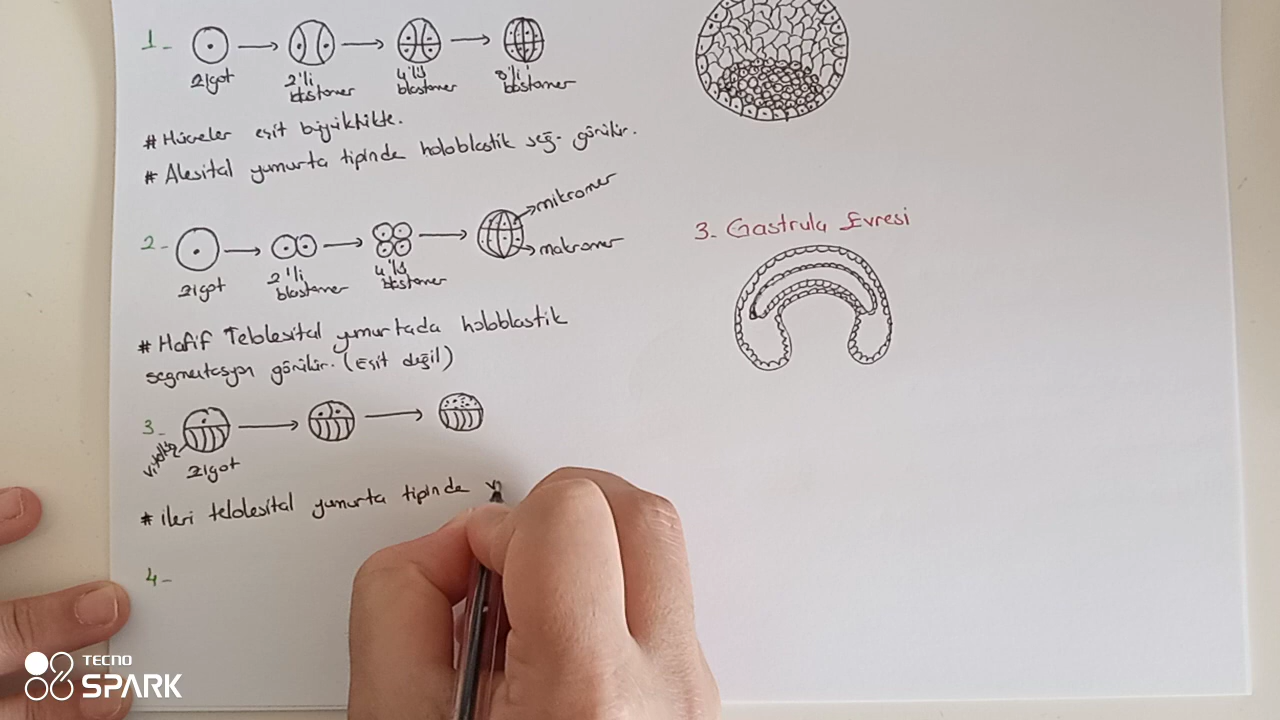 1-
zigot
2'li blastomer
4'lü blastomer
8'li blastomer
# Hücreler eşit büyüklükte.
# Alesital yumurta tipinde holoblastik seg. görülür.
2-
zigot
2'li blastomer
4'lü blastomer
mikromer
makromer
# Hafif Telolesital yumurtada holoblastik
segmentasyon görülür. (Eşit değil)
3-
vitellüs
zigot
# ileri telolesital yumurta tipinde
4-
3- Gastrula Evresi
TECNO
SPARK